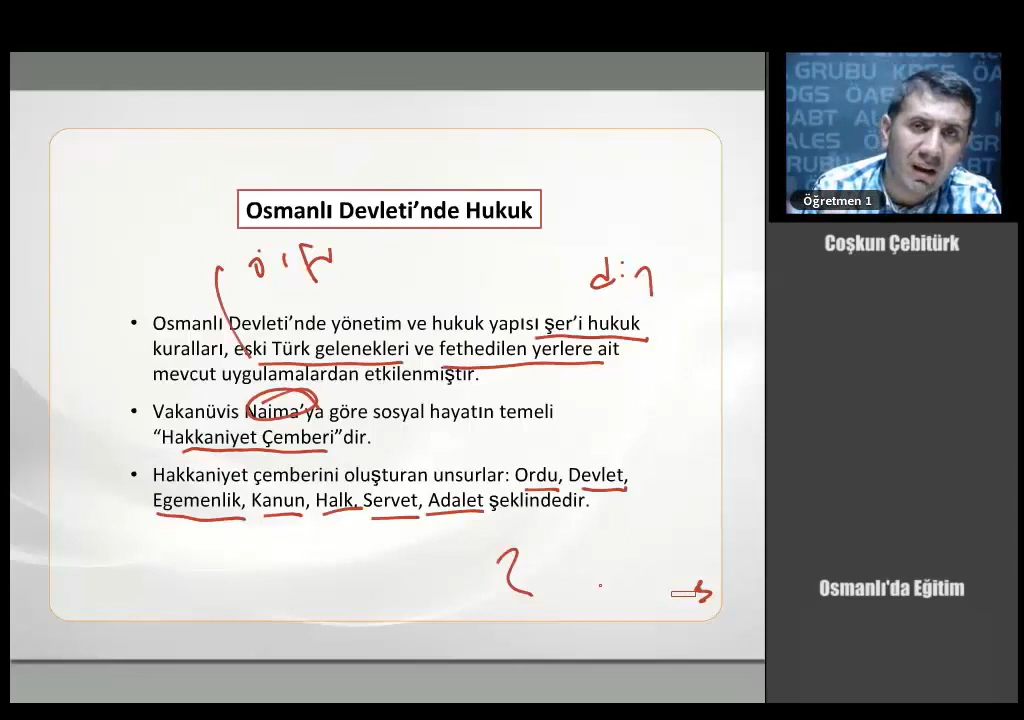 Osmanlı Devleti’nde Hukuk
din
• Osmanlı Devleti’nde yönetim ve hukuk yapısı şer’i hukuk
kuralları, eski Türk gelenekleri ve fethedilen yerlere ait
mevcut uygulamalardan etkilenmiştir.
• Vakanüvis Naima’ya göre sosyal hayatın temeli
“Hakkaniyet Çemberi”dir.
• Hakkaniyet çemberini oluşturan unsurlar: Ordu, Devlet,
Egemenlik, Kanun, Halk, Servet, Adalet şeklindedir.
GRUBU
Öğretmen 1
Coşkun Çebitürk
Osmanlı'da Eğitim